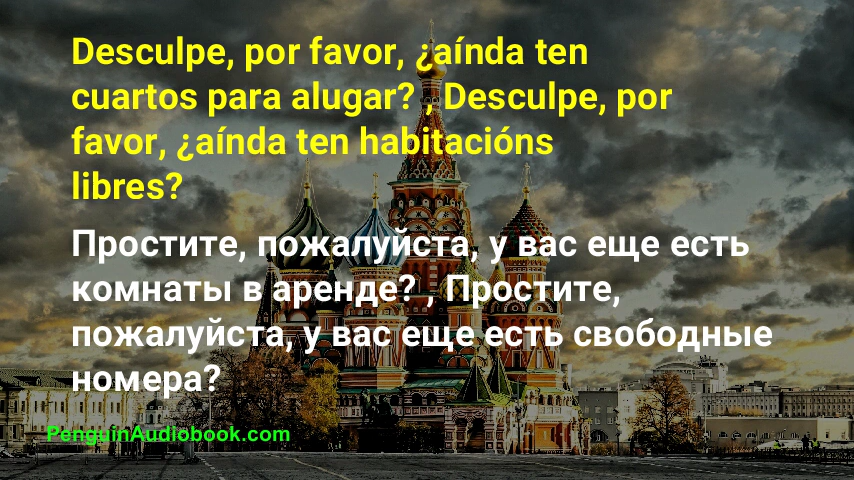 Desculpe, por favor, ¿aínda ten
cuartos para alugar? , Desculpe, por
favor, ¿aínda ten habitacións
libres?
Простите, пожалуйста, у вас еще есть
комнаты в аренде? , Простите,
пожалуйста, у вас еще есть свободные
номера?
PenguinAudiobook.com